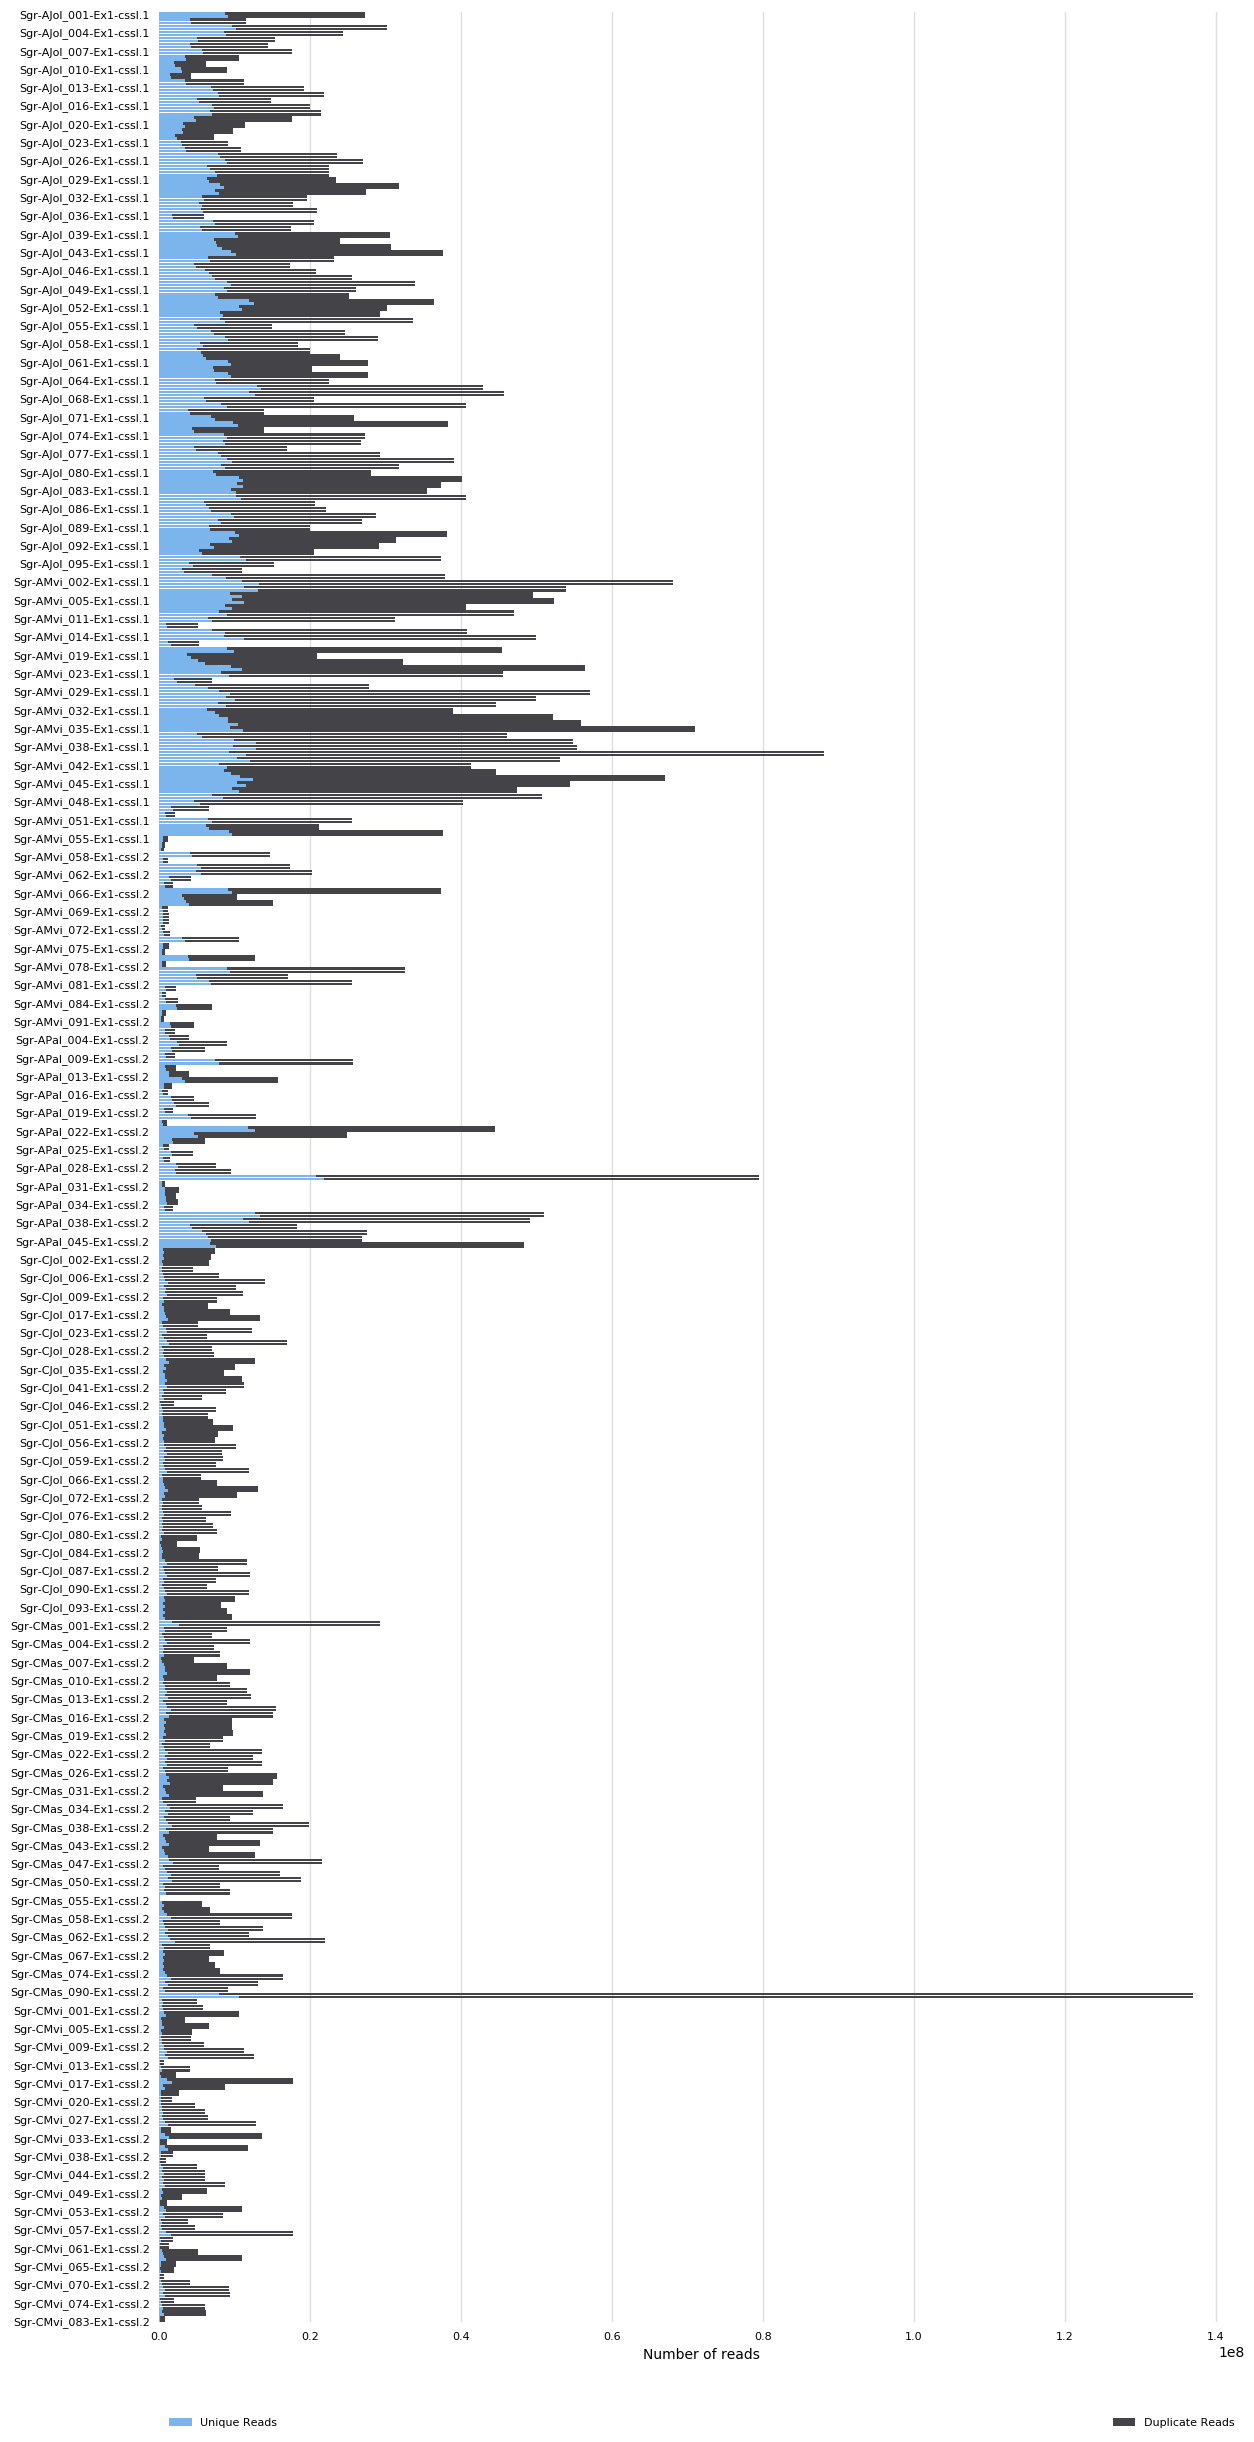 Sgr-AJol_001-Ex1-cssl.1
Sgr-AJol_004-Ex1-cssl.1
Sgr-AJol_007-Ex1-cssl.1
Sgr-AJol_010-Ex1-cssl.1
Sgr-AJol_013-Ex1-cssl.1
Sgr-AJol_016-Ex1-cssl.1
Sgr-AJol_020-Ex1-cssl.1
Sgr-AJol_023-Ex1-cssl.1
Sgr-AJol_026-Ex1-cssl.1
Sgr-AJol_029-Ex1-cssl.1
Sgr-AJol_032-Ex1-cssl.1
Sgr-AJol_036-Ex1-cssl.1
Sgr-AJol_039-Ex1-cssl.1
Sgr-AJol_043-Ex1-cssl.1
Sgr-AJol_046-Ex1-cssl.1
Sgr-AJol_049-Ex1-cssl.1
Sgr-AJol_052-Ex1-cssl.1
Sgr-AJol_055-Ex1-cssl.1
Sgr-AJol_058-Ex1-cssl.1
Sgr-AJol_061-Ex1-cssl.1
Sgr-AJol_064-Ex1-cssl.1
Sgr-AJol_068-Ex1-cssl.1
Sgr-AJol_071-Ex1-cssl.1
Sgr-AJol_074-Ex1-cssl.1
Sgr-AJol_077-Ex1-cssl.1
Sgr-AJol_080-Ex1-cssl.1
Sgr-AJol_083-Ex1-cssl.1
Sgr-AJol_086-Ex1-cssl.1
Sgr-AJol_089-Ex1-cssl.1
Sgr-AJol_092-Ex1-cssl.1
Sgr-AJol_095-Ex1-cssl.1
Sgr-AMvi_002-Ex1-cssl.1
Sgr-AMvi_005-Ex1-cssl.1
Sgr-AMvi_011-Ex1-cssl.1
Sgr-AMvi_014-Ex1-cssl.1
Sgr-AMvi_019-Ex1-cssl.1
Sgr-AMvi_023-Ex1-cssl.1
Sgr-AMvi_029-Ex1-cssl.1
Sgr-AMvi_032-Ex1-cssl.1
Sgr-AMvi_035-Ex1-cssl.1
Sgr-AMvi_038-Ex1-cssl.1
Sgr-AMvi_042-Ex1-cssl.1
Sgr-AMvi_045-Ex1-cssl.1
Sgr-AMvi_048-Ex1-cssl.1
Sgr-AMvi_051-Ex1-cssl.1
Sgr-AMvi_055-Ex1-cssl.1
Sgr-AMvi_058-Ex1-cssl.2
Sgr-AMvi_062-Ex1-cssl.2
Sgr-AMvi_066-Ex1-cssl.2
Sgr-AMvi_069-Ex1-cssl.2
Sgr-AMvi_072-Ex1-cssl.2
Sgr-AMvi_075-Ex1-cssl.2
Sgr-AMvi_078-Ex1-cssl.2
Sgr-AMvi_081-Ex1-cssl.2
Sgr-AMvi_084-Ex1-cssl.2
Sgr-AMvi_091-Ex1-cssl.2
Sgr-APal_004-Ex1-cssl.2
Sgr-APal_009-Ex1-cssl.2
Sgr-APal_013-Ex1-cssl.2
Sgr-APal_016-Ex1-cssl.2
Sgr-APal_019-Ex1-cssl.2
Sgr-APal_022-Ex1-cssl.2
Sgr-APal_025-Ex1-cssl.2
Sgr-APal_028-Ex1-cssl.2
Sgr-APal_031-Ex1-cssl.2
Sgr-APal_034-Ex1-cssl.2
Sgr-APal_038-Ex1-cssl.2
Sgr-APal_045-Ex1-cssl.2
Sgr-CJol_002-Ex1-cssl.2
Sgr-CJol_006-Ex1-cssl.2
Sgr-CJol_009-Ex1-cssl.2
Sgr-CJol_017-Ex1-cssl.2
Sgr-CJol_023-Ex1-cssl.2
Sgr-CJol_028-Ex1-cssl.2
Sgr-CJol_035-Ex1-cssl.2
Sgr-CJol_041-Ex1-cssl.2
Sgr-CJol_046-Ex1-cssl.2
Sgr-CJol_051-Ex1-cssl.2
Sgr-CJol_056-Ex1-cssl.2
Sgr-CJol_059-Ex1-cssl.2
Sgr-CJol_066-Ex1-cssl.2
Sgr-CJol_072-Ex1-cssl.2
Sgr-CJol_076-Ex1-cssl.2
Sgr-CJol_080-Ex1-cssl.2
Sgr-CJol_084-Ex1-cssl.2
Sgr-CJol_087-Ex1-cssl.2
Sgr-CJol_090-Ex1-cssl.2
Sgr-CJol_093-Ex1-cssl.2
Sgr-CMas_001-Ex1-cssl.2
Sgr-CMas_004-Ex1-cssl.2
Sgr-CMas_007-Ex1-cssl.2
Sgr-CMas_010-Ex1-cssl.2
Sgr-CMas_013-Ex1-cssl.2
Sgr-CMas_016-Ex1-cssl.2
Sgr-CMas_019-Ex1-cssl.2
Sgr-CMas_022-Ex1-cssl.2
Sgr-CMas_026-Ex1-cssl.2
Sgr-CMas_031-Ex1-cssl.2
Sgr-CMas_034-Ex1-cssl.2
Sgr-CMas_038-Ex1-cssl.2
Sgr-CMas_043-Ex1-cssl.2
Sgr-CMas_047-Ex1-cssl.2
Sgr-CMas_050-Ex1-cssl.2
Sgr-CMas_055-Ex1-cssl.2
Sgr-CMas_058-Ex1-cssl.2
Sgr-CMas_062-Ex1-cssl.2
Sgr-CMas_067-Ex1-cssl.2
Sgr-CMas_074-Ex1-cssl.2
Sgr-CMas_090-Ex1-cssl.2
Sgr-CMvi_001-Ex1-cssl.2
Sgr-CMvi_005-Ex1-cssl.2
Sgr-CMvi_009-Ex1-cssl.2
Sgr-CMvi_013-Ex1-cssl.2
Sgr-CMvi_017-Ex1-cssl.2
Sgr-CMvi_020-Ex1-cssl.2
Sgr-CMvi_027-Ex1-cssl.2
Sgr-CMvi_033-Ex1-cssl.2
Sgr-CMvi_038-Ex1-cssl.2
Sgr-CMvi_044-Ex1-cssl.2
Sgr-CMvi_049-Ex1-cssl.2
Sgr-CMvi_053-Ex1-cssl.2
Sgr-CMvi_057-Ex1-cssl.2
Sgr-CMvi_061-Ex1-cssl.2
Sgr-CMvi_065-Ex1-cssl.2
Sgr-CMvi_070-Ex1-cssl.2
Sgr-CMvi_074-Ex1-cssl.2
Sgr-CMvi_083-Ex1-cssl.2
0.0 0.2 0.4 0.6 0.8 1.0 1.2 1.4
Number of reads
1e8
Unique Reads
Duplicate Reads